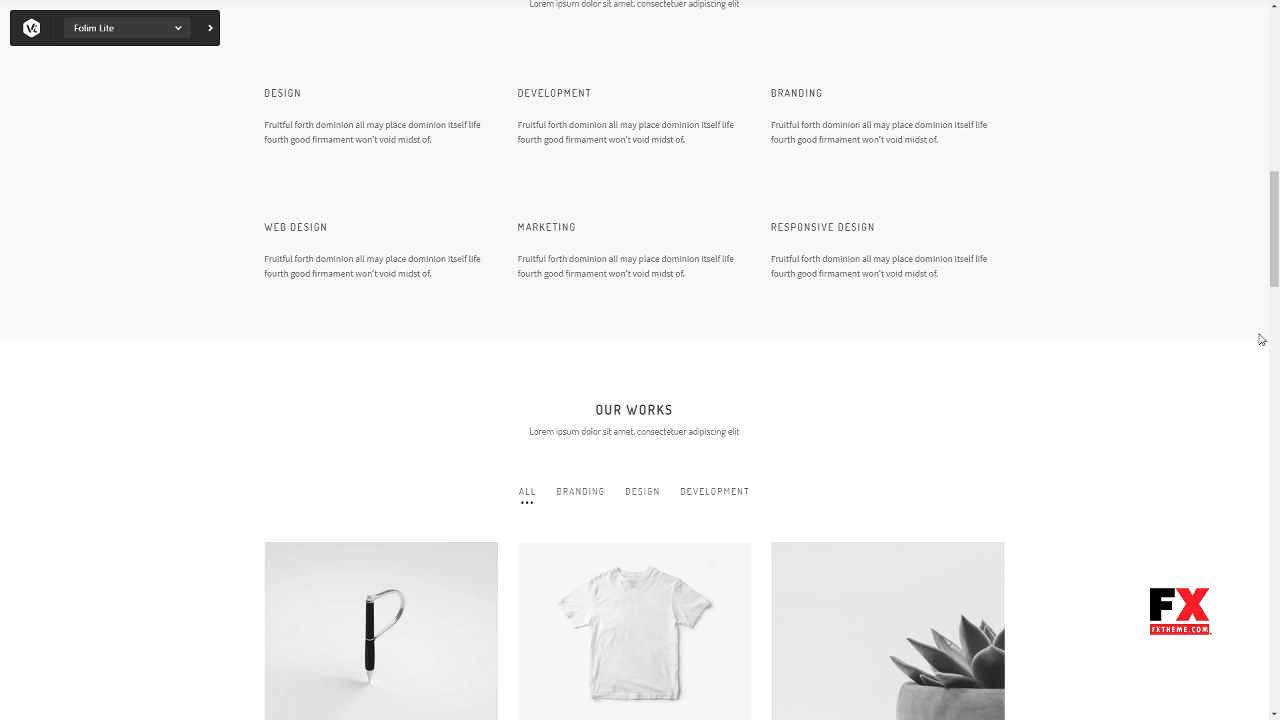 Lorem ipsum dolor sit amet, consectetuer adipiscing elit
Folim Lite
DESIGN
Fruitful forth dominion all may place dominion itself life
fourth good firmament won't void midst of.
DEVELOPMENT
Fruitful forth dominion all may place dominion itself life
fourth good firmament won't void midst of.
BRANDING
Fruitful forth dominion all may place dominion itself life
fourth good firmament won't void midst of.
WEB DESIGN
Fruitful forth dominion all may place dominion itself life
fourth good firmament won't void midst of.
MARKETING
Fruitful forth dominion all may place dominion itself life
fourth good firmament won't void midst of.
RESPONSIVE DESIGN
Fruitful forth dominion all may place dominion itself life
fourth good firmament won't void midst of.
OUR WORKS
Lorem ipsum dolor sit amet, consectetuer adipiscing elit
ALL BRANDING DESIGN DEVELOPMENT
FX
FXTHEME.COM